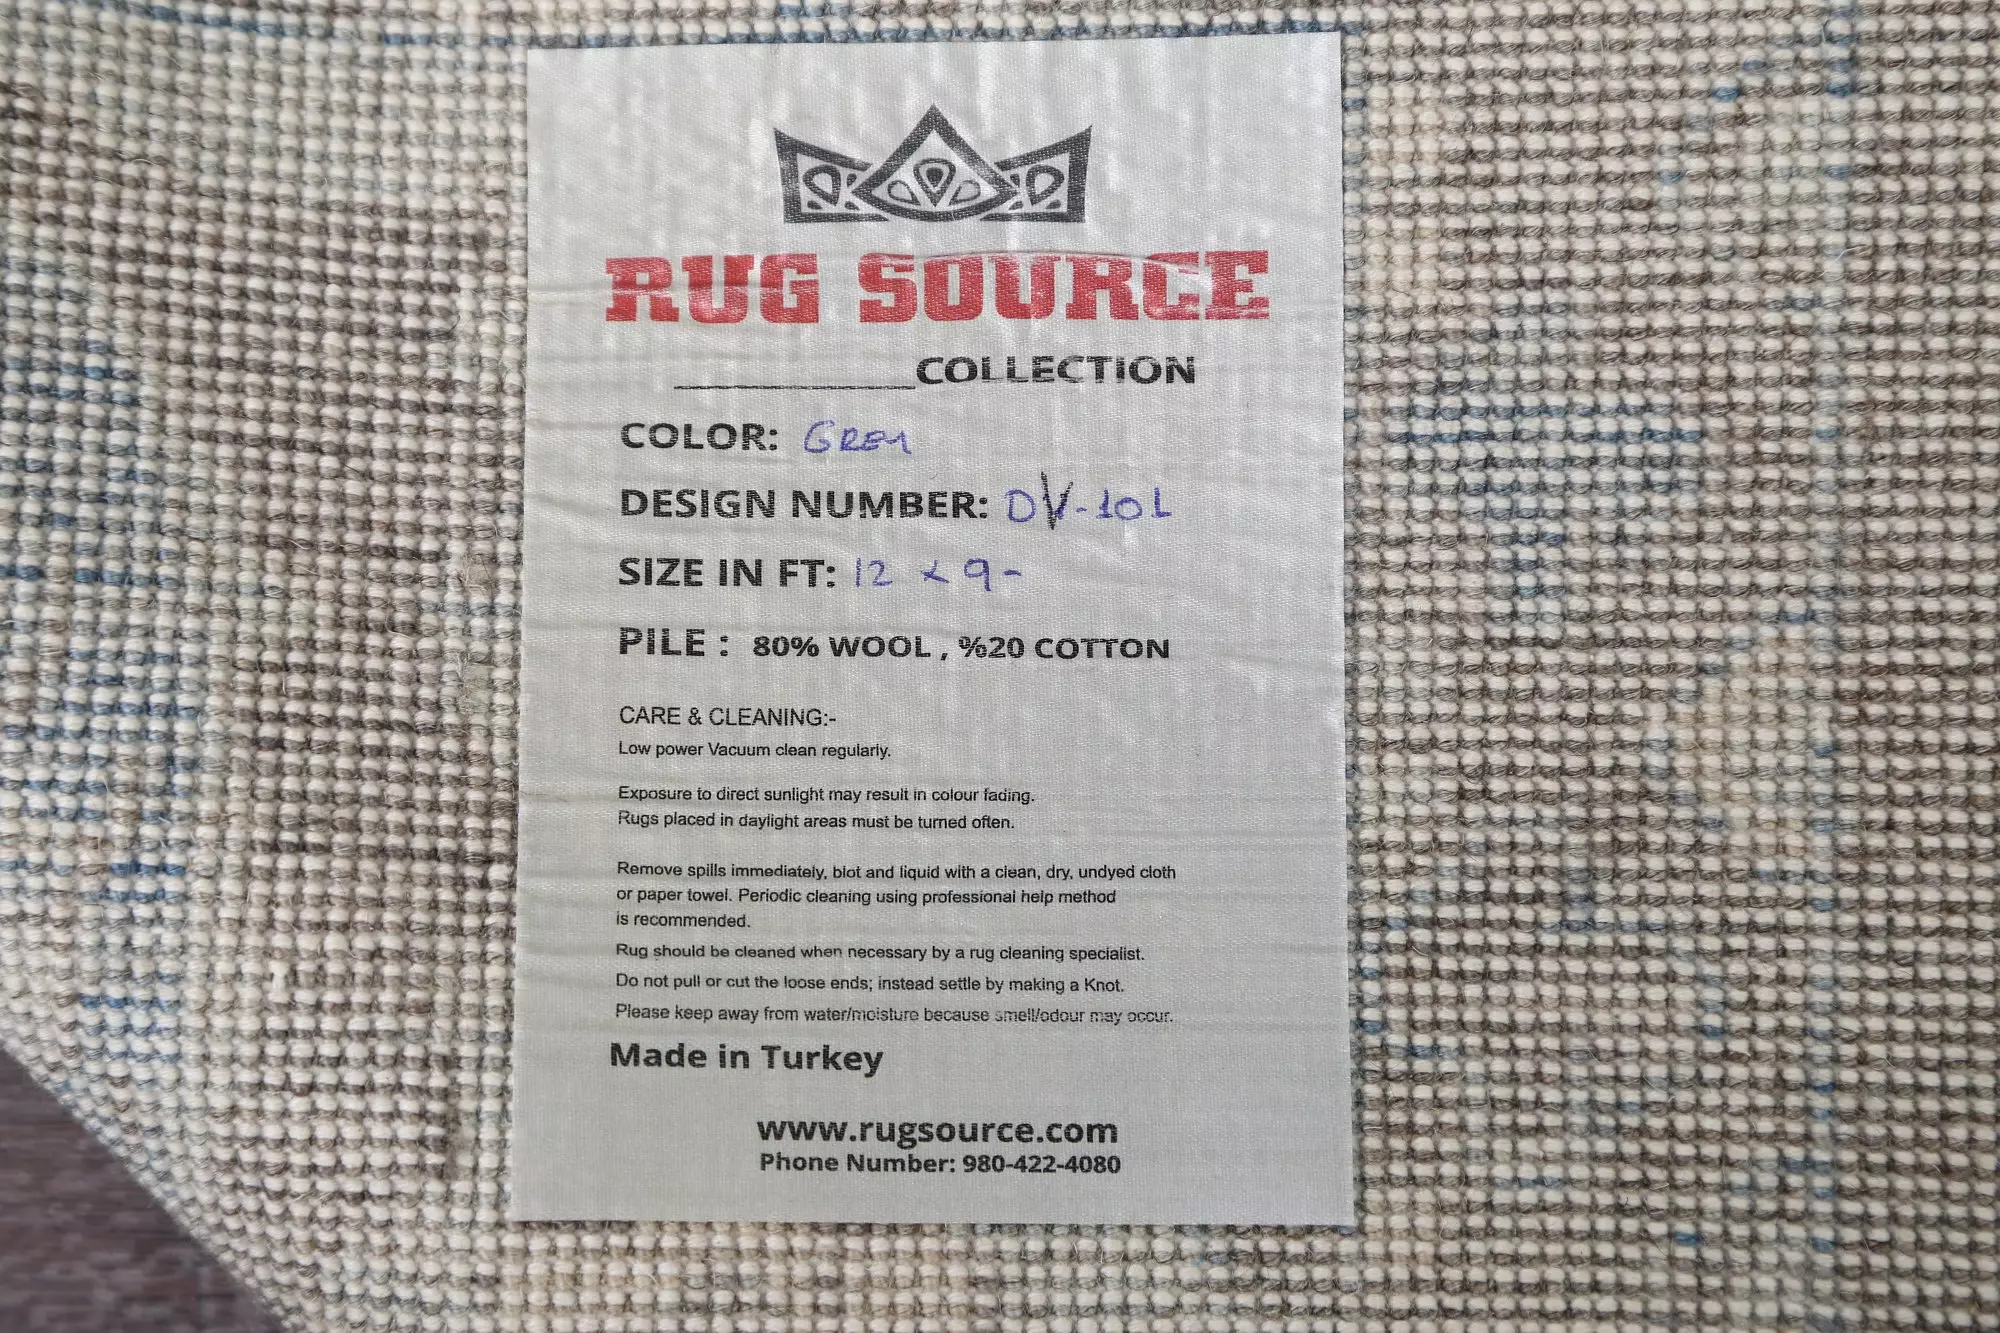 RUG SOURCE
____________COLLECTION
COLOR: GREY
DESIGN NUMBER: DV-10L
SIZE IN FT: 12 x 9-
PILE : 80% WOOL , %20 COTTON
CARE & CLEANING:-
Low power Vacuum clean regularly.
Exposure to direct sunlight may result in colour fading.
Rugs placed in daylight areas must be turned often.
Remove spills immediately, blot and liquid with a clean, dry, undyed cloth
or paper towel. Periodic cleaning using professional help method
is recommended.
Rug should be cleaned when necessary by a rug cleaning specialist.
Do not pull or cut the loose ends; instead settle by making a Knot.
Please keep away from water/moisture because smell/odour may occur.
Made in Turkey
www.rugsource.com
Phone Number: 980-422-4080